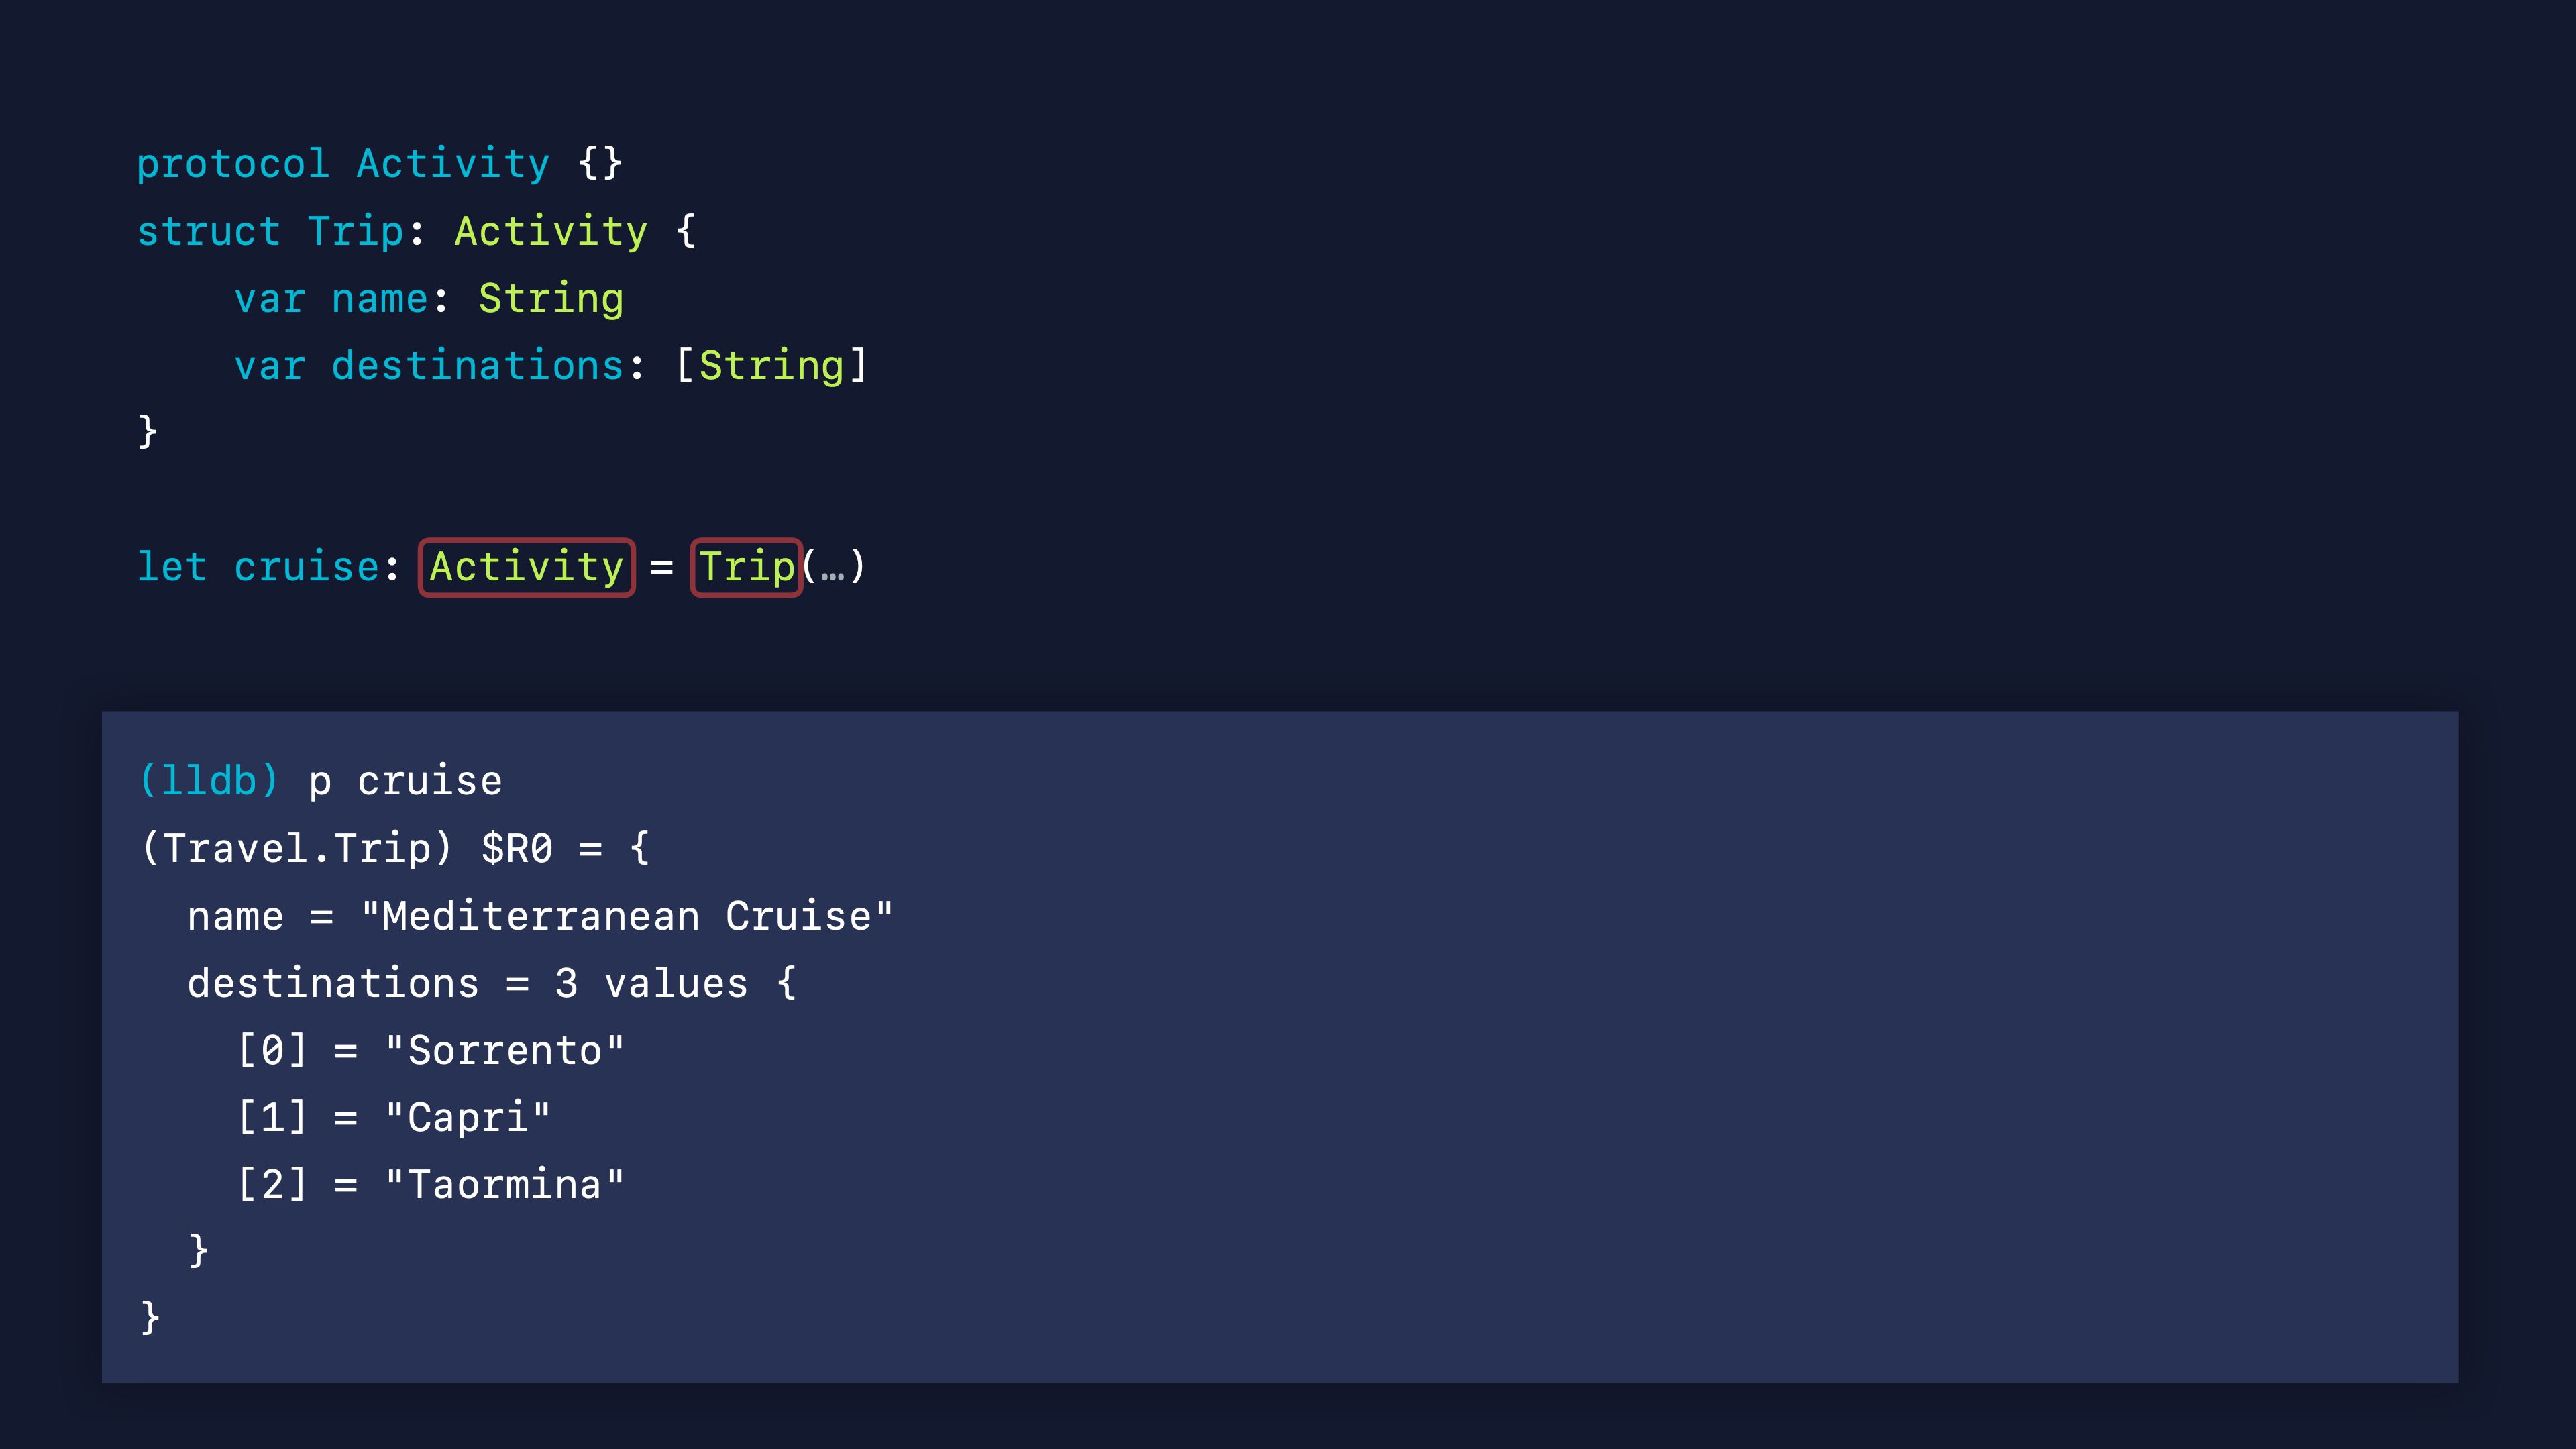 protocol Activity {}
struct Trip: Activity {
    var name: String
    var destinations: [String]
}
let cruise: Activity = Trip(…)
(lldb) p cruise
(Travel.Trip) $R0 = {
  name = "Mediterranean Cruise"
  destinations = 3 values {
    [0] = "Sorrento"
    [1] = "Capri"
    [2] = "Taormina"
  }
}